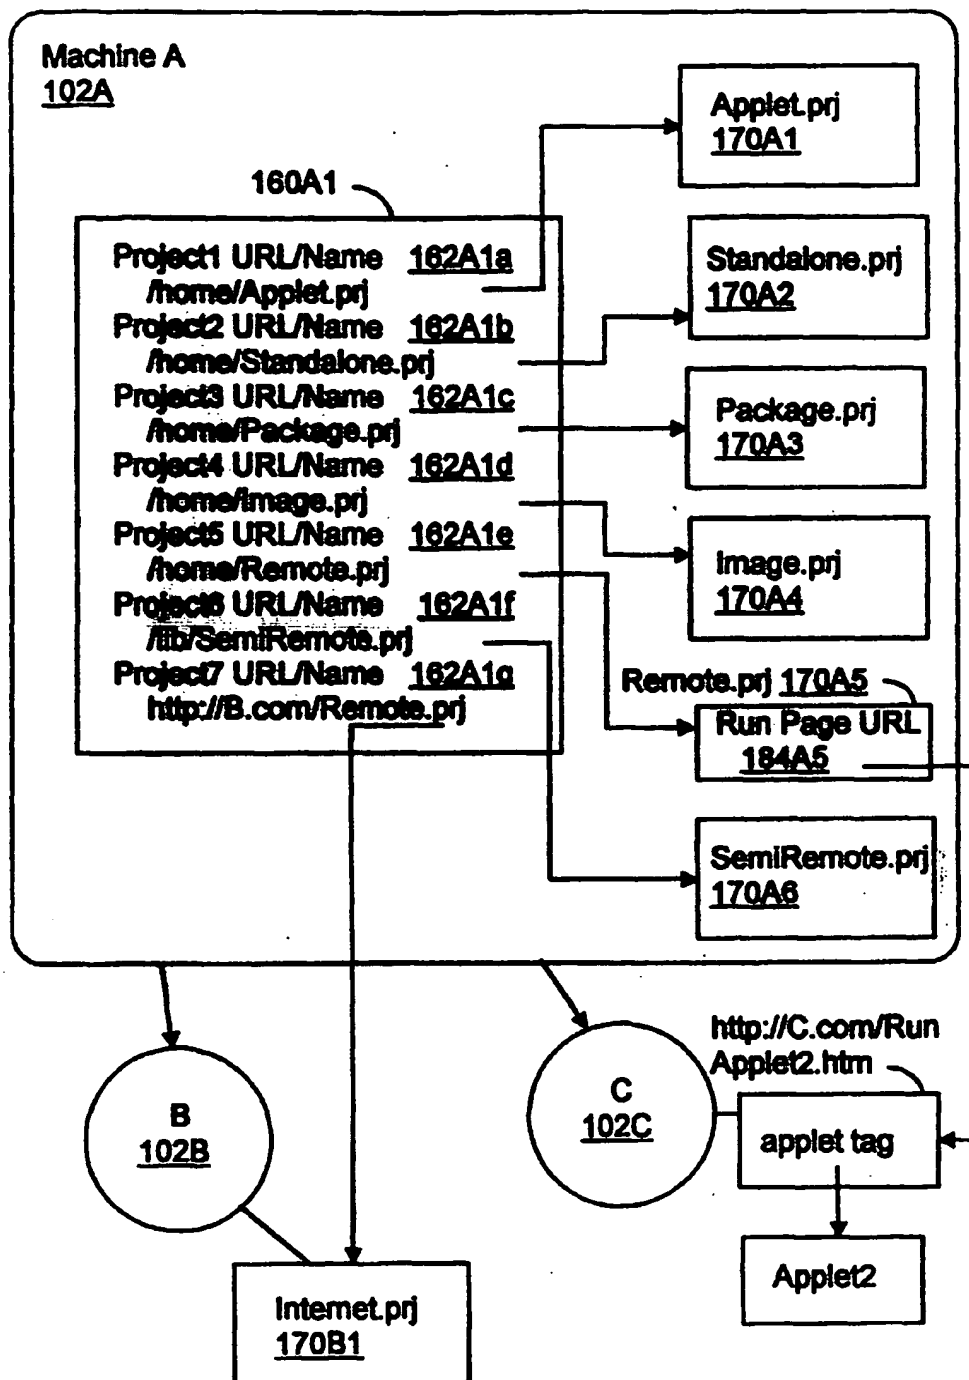 Machine A
102A
160A1
Project1 URL/Name 162A1a
/home/Applet.prj
Project2 URL/Name 162A1b
/home/Standalone.prj
Project3 URL/Name 162A1c
/home/Package.prj
Project4 URL/Name 162A1d
/home/Image.prj
Project5 URL/Name 162A1e
/home/Remote.prj
Project6 URL/Name 162A1f
/lib/SemiRemote.prj
Project7 URL/Name 162A1g
http://B.com/Remote.prj
Applet.prj
170A1
Standalone.prj
170A2
Package.prj
170A3
Image.prj
170A4
Remote.prj 170A5
Run Page URL
184A5
SemiRemote.prj
170A6
B
102B
C
102C
http://C.com/Run
Applet2.htm
applet tag
Applet2
Internet.prj
170B1